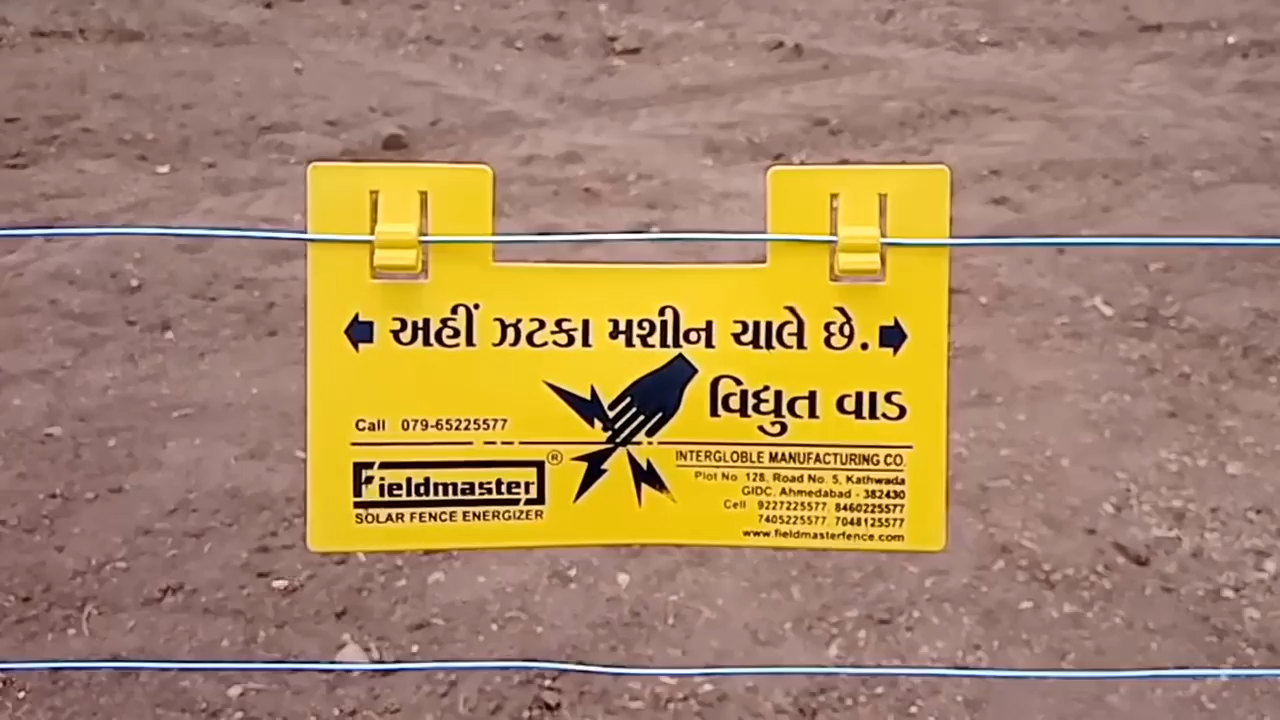 અહીં ઝટકા મશીન ચાલે છે.
વિદ્યુત વાડ
Call 079-65225577
Fieldmaster®
SOLAR FENCE ENERGIZER
INTERGLOBLE MANUFACTURING CO.
Plot No. 128, Road No. 5, Kathwada
GIDC, Ahmedabad - 382430
Cell 9227225577, 8460225577
7405225577, 7048125577
www.fieldmasterfence.com